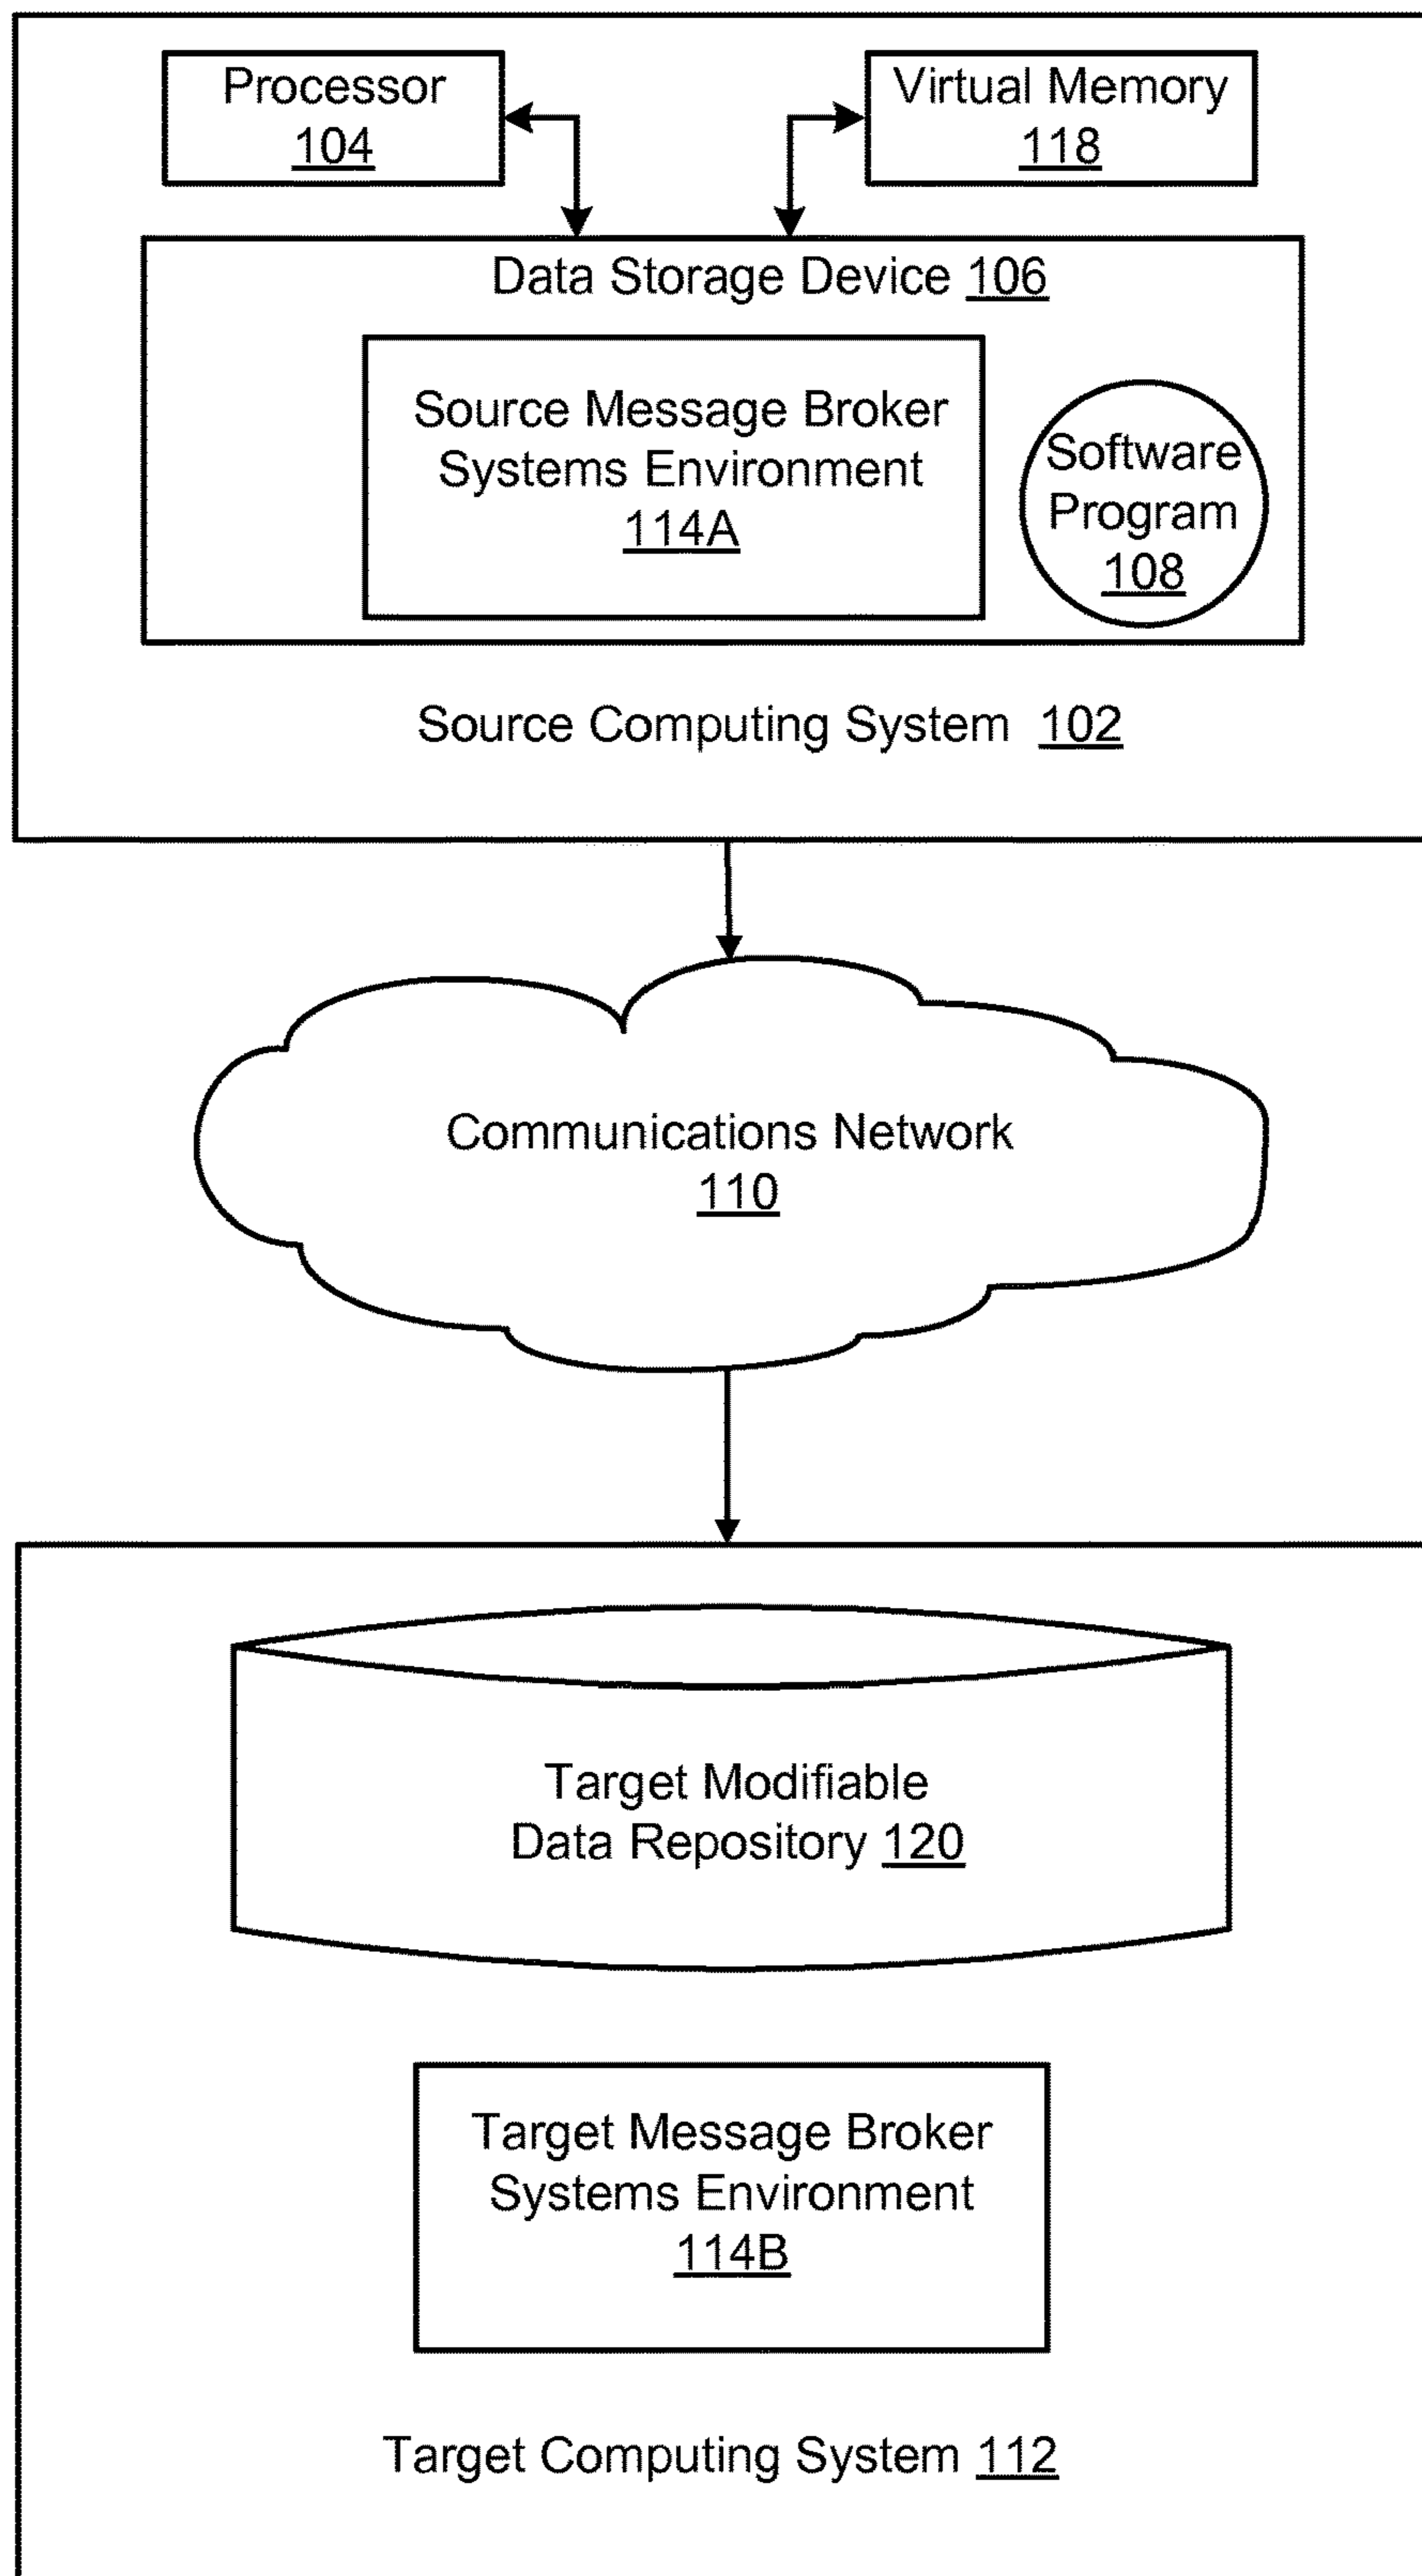 Processor
104
Virtual Memory
118
Data Storage Device 106
Source Message Broker
Systems Environment
114A
Software
Program
108
Source Computing System 102
Communications Network
110
Target Modifiable
Data Repository 120
Target Message Broker
Systems Environment
114B
Target Computing System 112